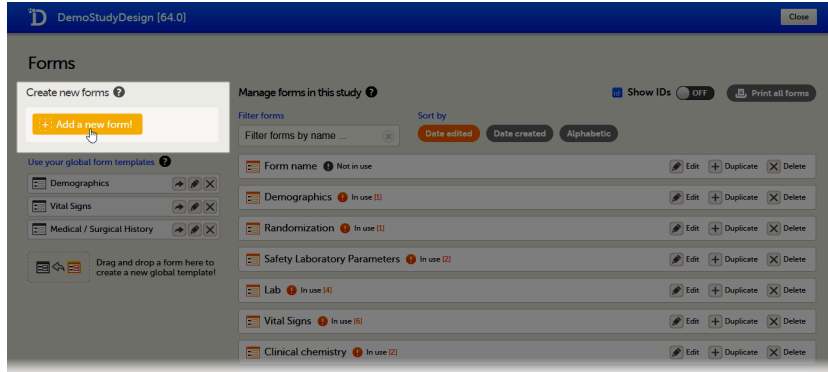 DemoStudyDesign [64.0]
Close
Forms
Create new forms ?
+ Add a new form!
Use your global form templates ?
Demographics
Vital Signs
Medical / Surgical History
Drag and drop a form here to
create a new global template!
Manage forms in this study ?
Show IDs OFF
Print all forms
Filter forms
Sort by
Filter forms by name ...
Date edited Date created Alphabetic
Form name ! Not in use Edit Duplicate Delete
Demographics ! In use [1] Edit Duplicate Delete
Randomization ! In use [1] Edit Duplicate Delete
Safety Laboratory Parameters ! In use [2] Edit Duplicate Delete
Lab ! In use [4] Edit Duplicate Delete
Vital Signs ! In use [6] Edit Duplicate Delete
Clinical chemistry ! In use [2] Edit Duplicate Delete